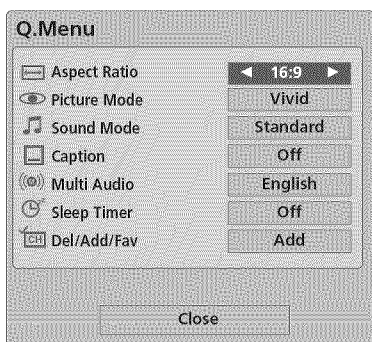 Q.Menu
Aspect Ratio ◄ 16:9 ►
Picture Mode Vivid
Sound Mode Standard
Caption Off
Multi Audio English
Sleep Timer Off
CH Del/Add/Fav Add
Close